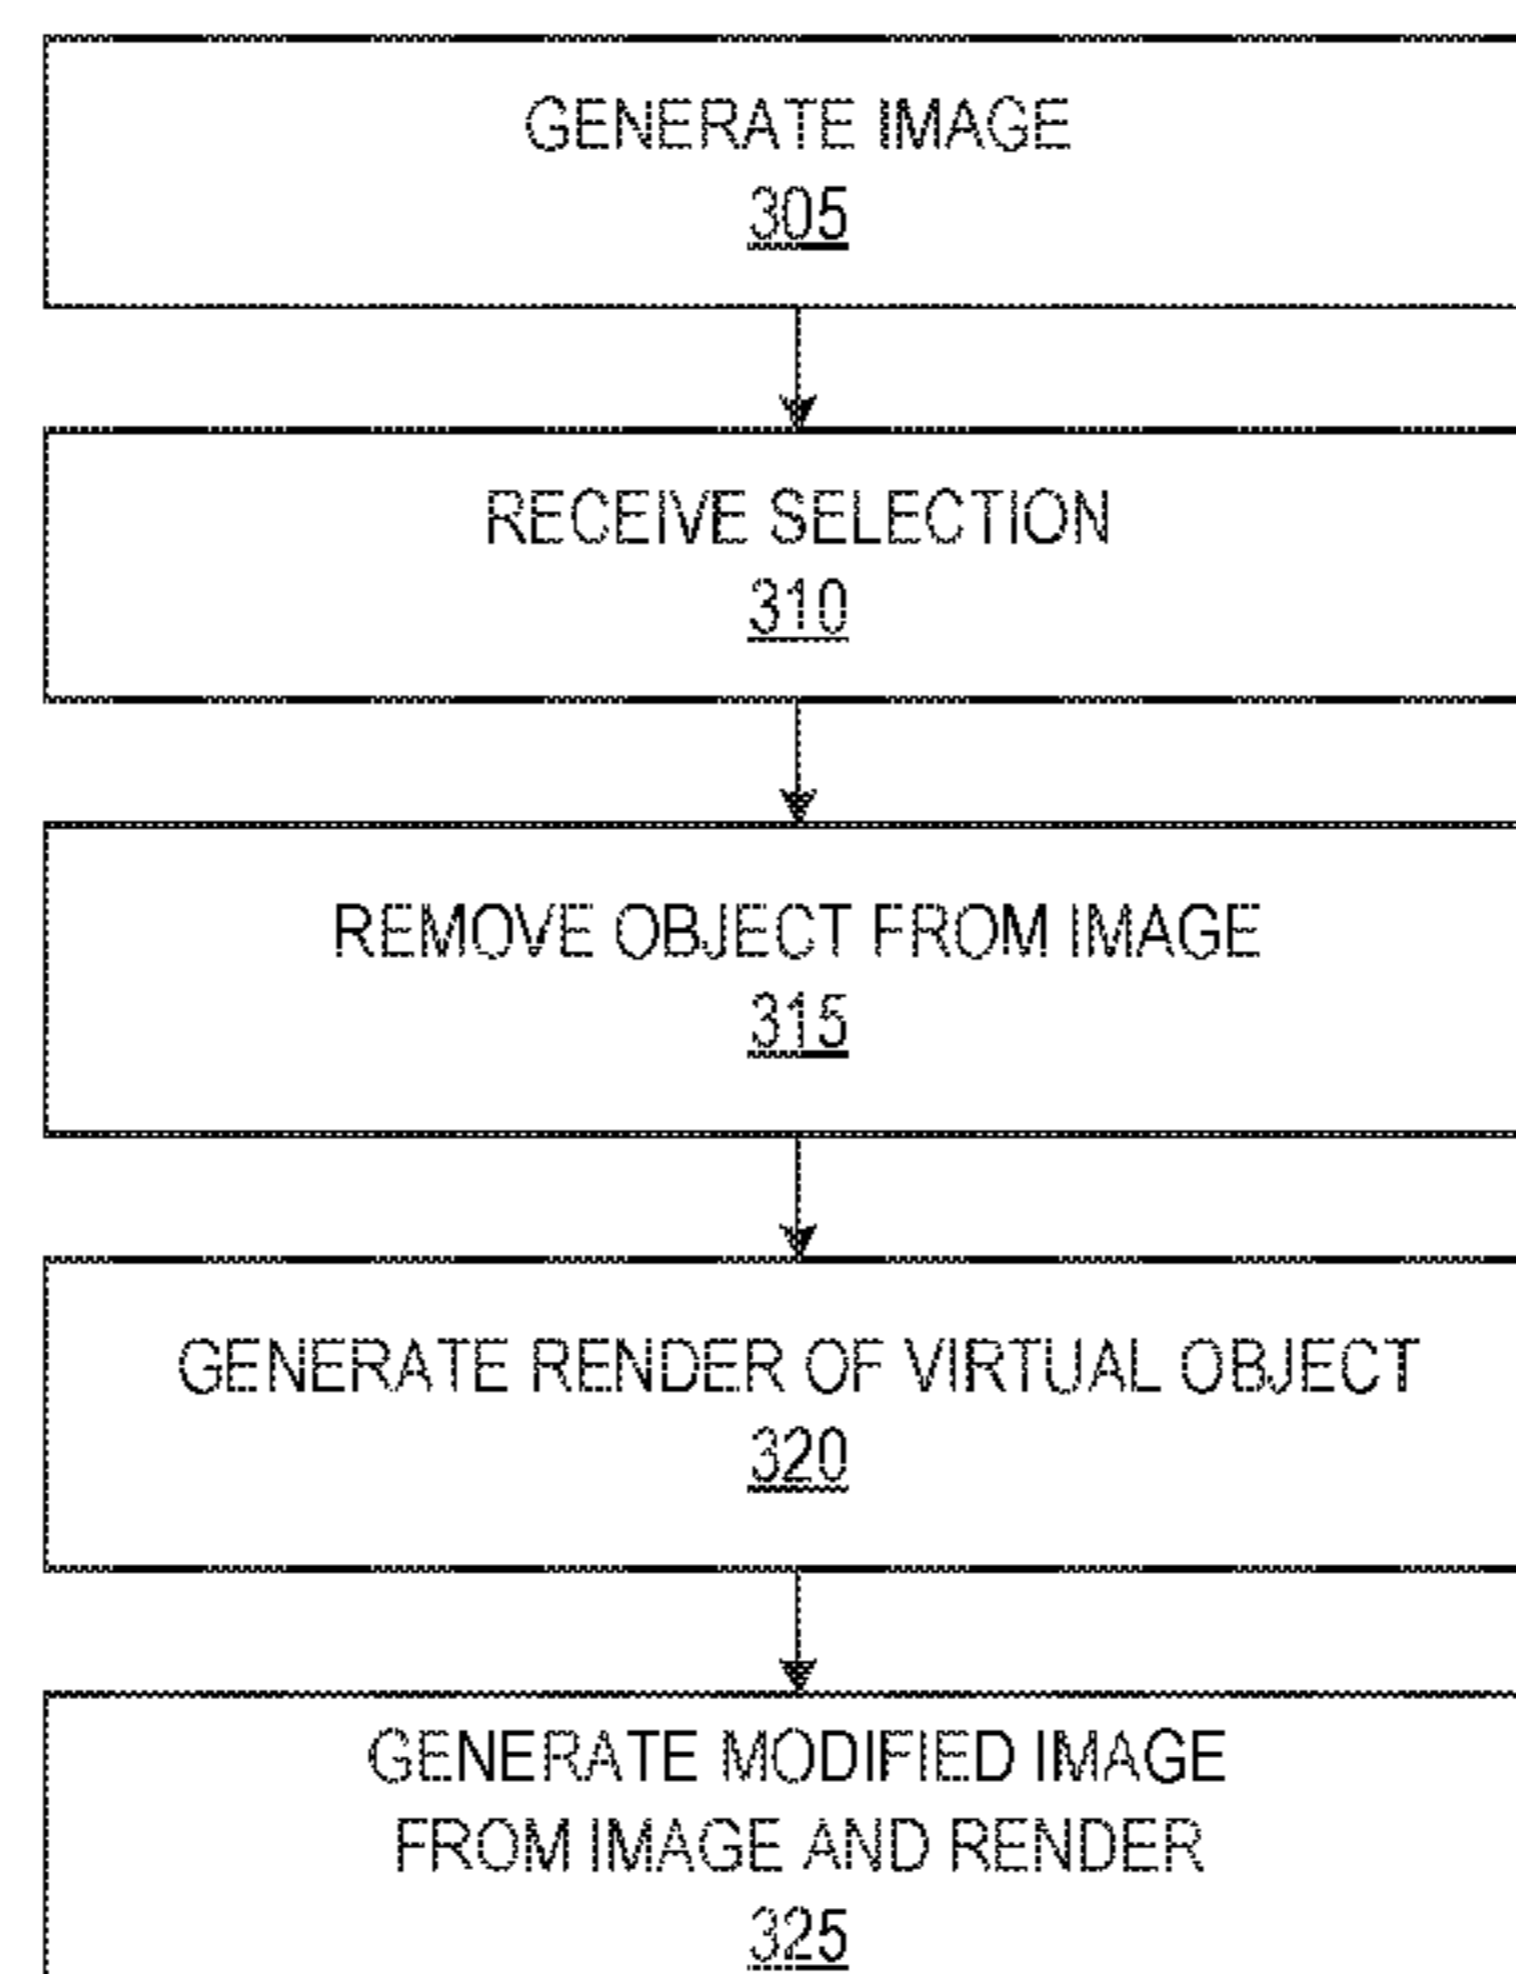 GENERATE IMAGE
305
RECEIVE SELECTION
310
REMOVE OBJECT FROM IMAGE
315
GENERATE RENDER OF VIRTUAL OBJECT
320
GENERATE MODIFIED IMAGE
FROM IMAGE AND RENDER
325